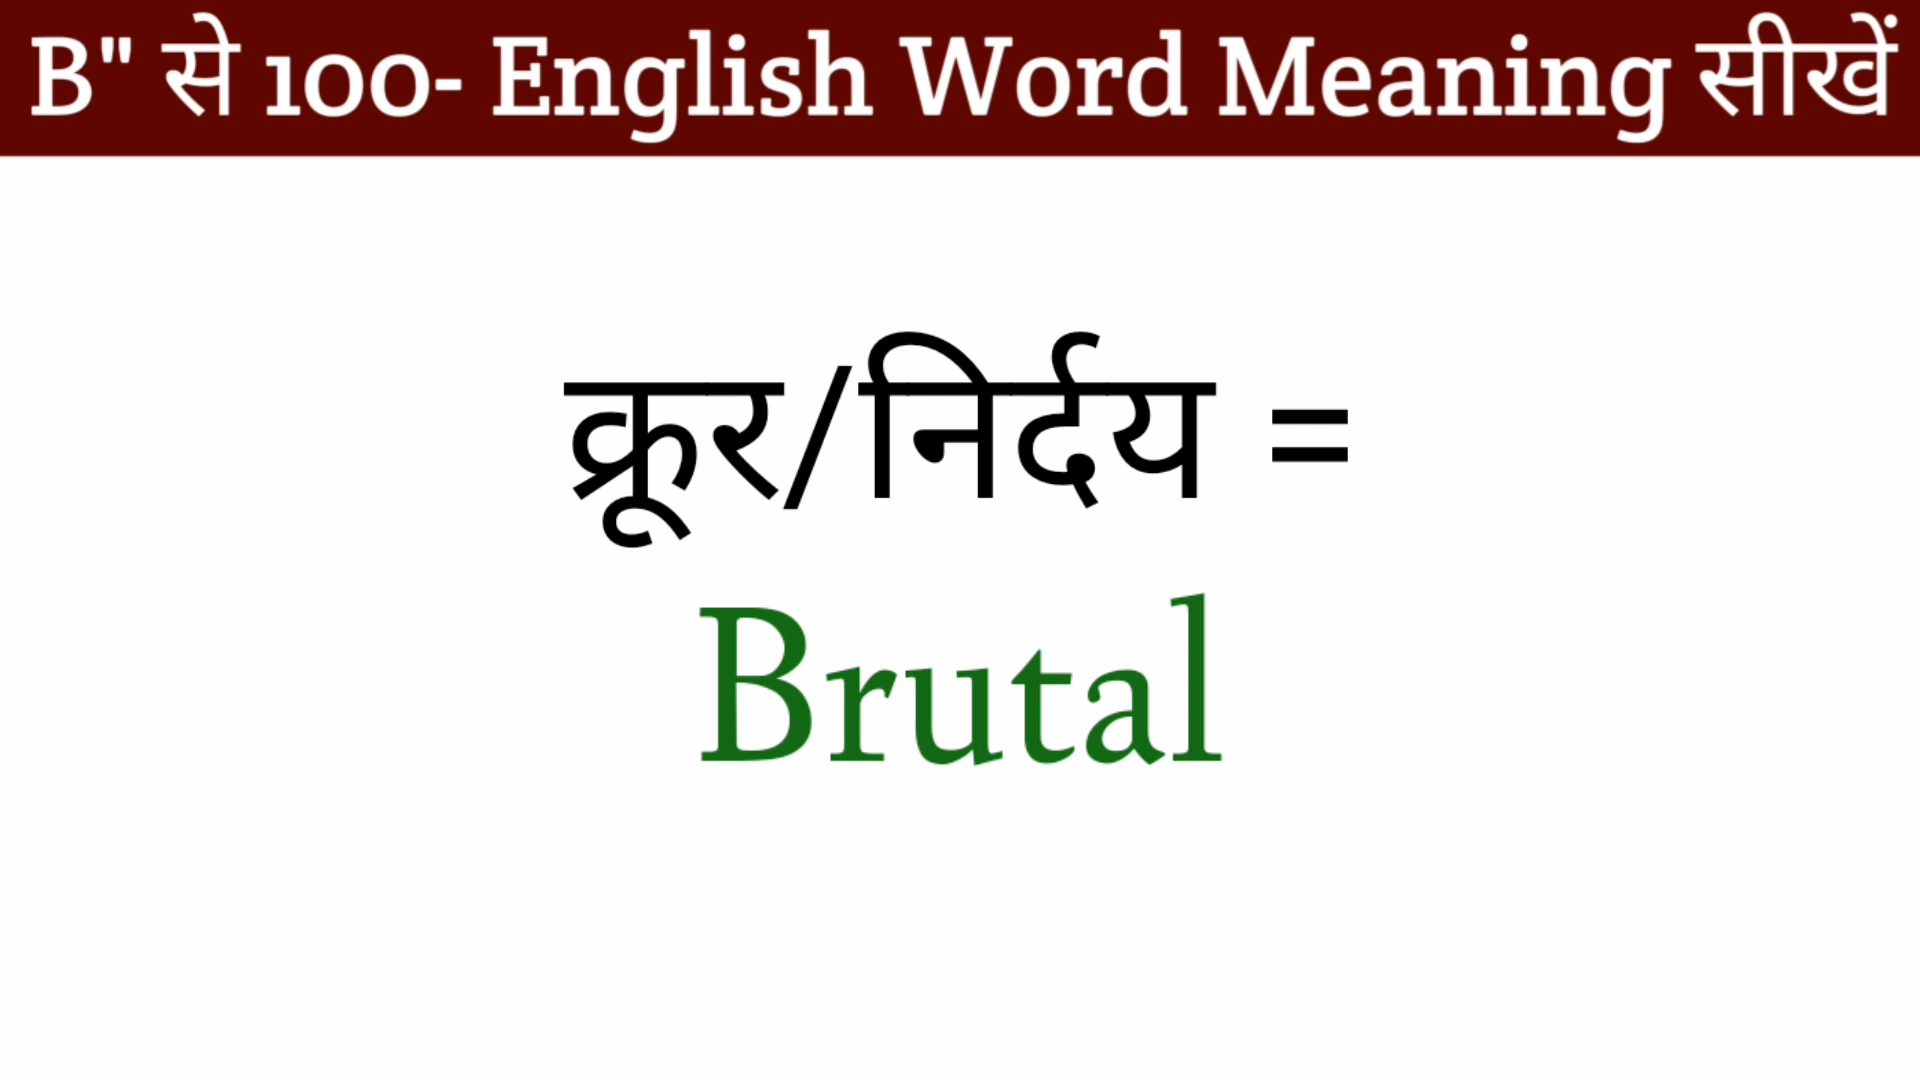 B" से 100- English Word Meaning सीखें
क्रूर/निर्दय =
Brutal